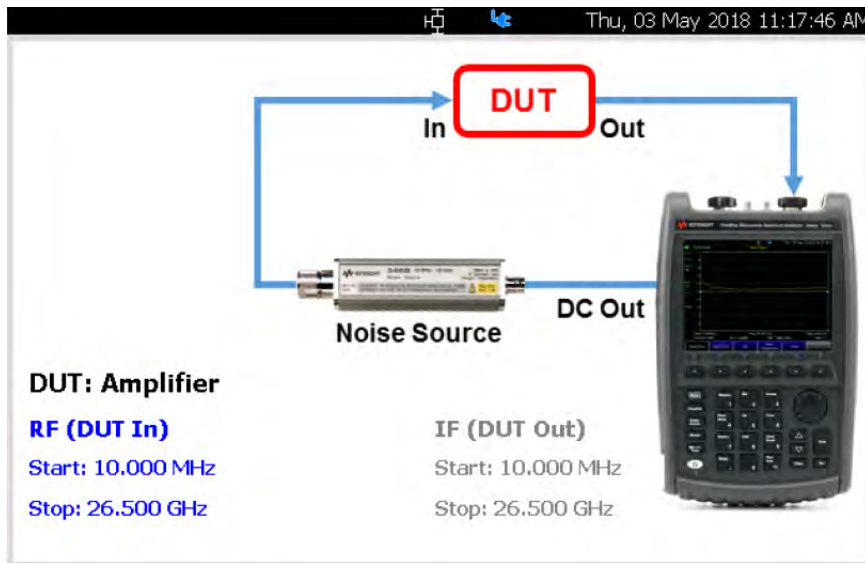 Thu, 03 May 2018 11:17:46 AM
DUT
In
Out
KEYSIGHT 346B
Noise Source
DC Out
DUT: Amplifier
RF (DUT In)
IF (DUT Out)
Start: 10.000 MHz
Start: 10.000 MHz
Stop: 26.500 GHz
Stop: 26.500 GHz